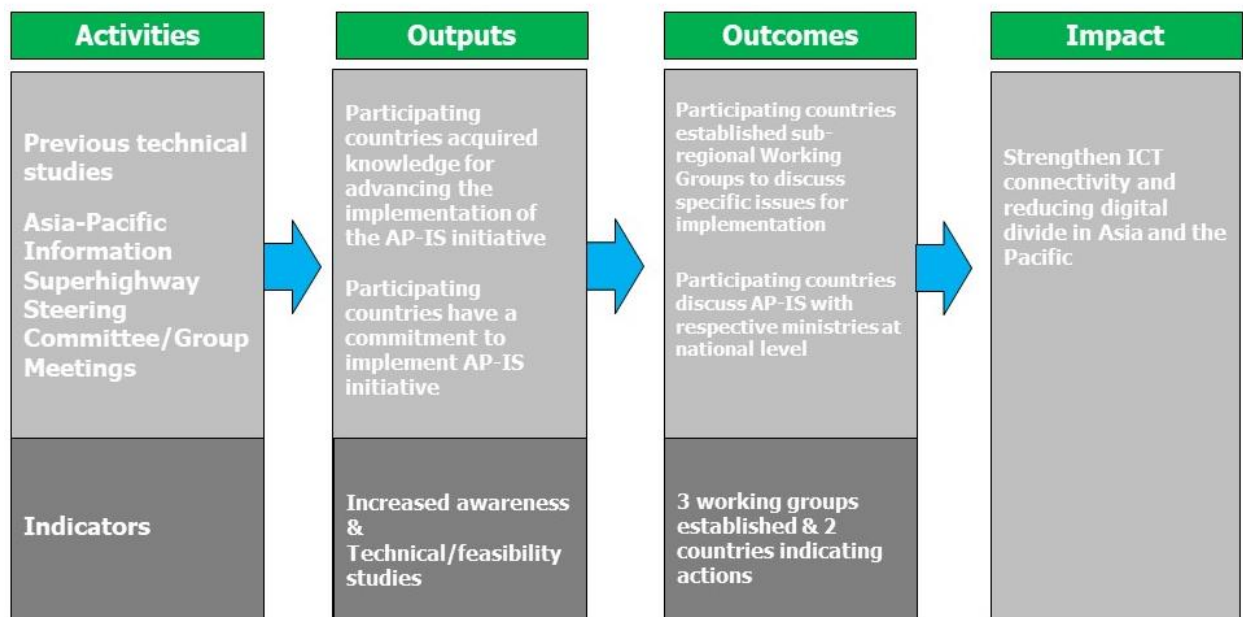 Activities
Previous technical
studies
Asia-Pacific
Information
Superhighway
Steering
Committee/Group
Meetings
Indicators
Outputs
Participating
countries acquired
knowledge for
advancing the
implementation of
the AP-IS initiative
Participating
countries have a
commitment to
implement AP-IS
initiative
Increased awareness
&
Technical/feasibility
studies
Outcomes
Participating countries
established sub-
regional Working
Groups to discuss
specific issues for
implementation
Participating countries
discuss AP-IS with
respective ministries at
national level
3 working groups
established & 2
countries indicating
actions
Impact
Strengthen ICT
connectivity and
reducing digital
divide in Asia and the
Pacific